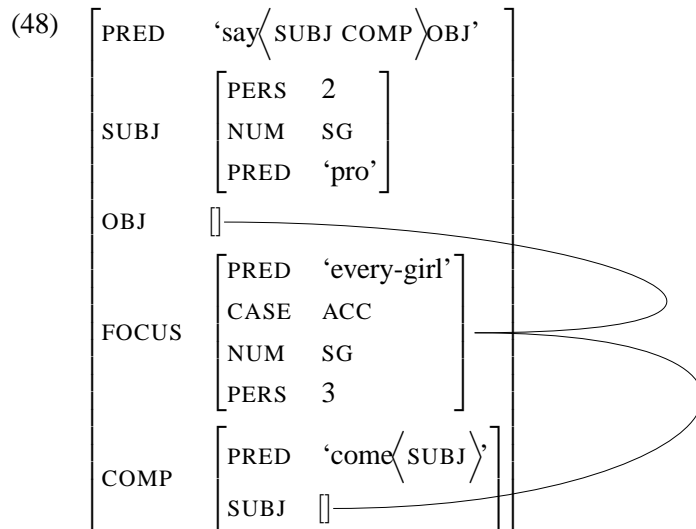 (48) PRED ‘say⟨SUBJ COMP⟩OBJ’
PERS 2
SUBJ NUM SG
PRED ‘pro’
OBJ []
PRED ‘every-girl’
CASE ACC
FOCUS
NUM SG
PERS 3
PRED ‘come⟨SUBJ⟩’
COMP
SUBJ []